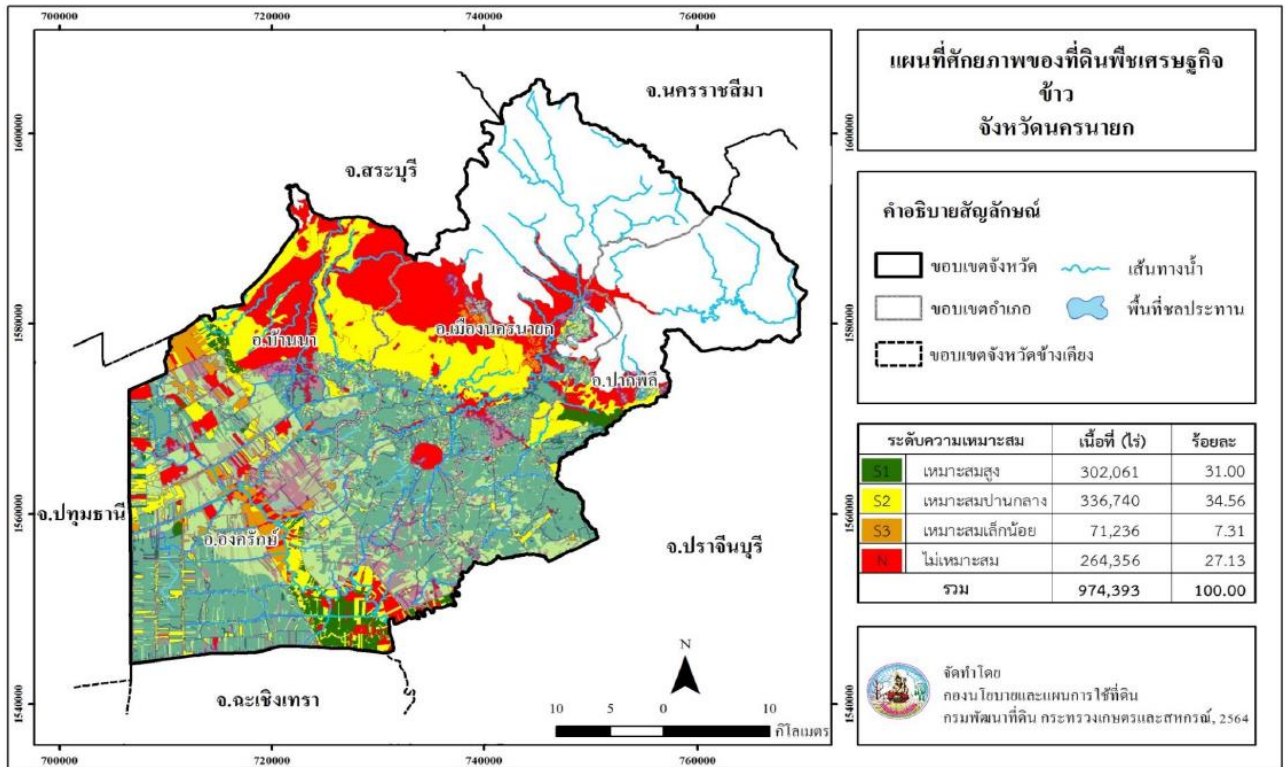 700000 720000 740000 760000
แผนที่ศักยภาพของที่ดินพืชเศรษฐกิจ
ข้าว
จังหวัดนครนายก
จ.นครราชสีมา
1600000 1600000
จ.สระบุรี
คำอธิบายสัญลักษณ์
ขอบเขตจังหวัด เส้นทางน้ำ
ขอบเขตอำเภอ พื้นที่ชลประทาน
ขอบเขตจังหวัดข้างเคียง
1580000 1580000
อ.บ้านนา
อ.เมืองนครนายก
อ.ปากพลี
ระดับความเหมาะสม เนื้อที่ (ไร่) ร้อยละ
S1 เหมาะสมสูง 302,061 31.00
S2 เหมาะสมปานกลาง 336,740 34.56
S3 เหมาะสมเล็กน้อย 71,236 7.31
N ไม่เหมาะสม 264,356 27.13
รวม 974,393 100.00
จ.ปทุมธานี
1560000 1560000
อ.องครักษ์
จ.ปราจีนบุรี
N
จ.ฉะเชิงเทรา
1540000 1540000
10 5 0 10
กิโลเมตร
จัดทำโดย
กองนโยบายและแผนการใช้ที่ดิน
กรมพัฒนาที่ดิน กระทรวงเกษตรและสหกรณ์, 2564
700000 720000 740000 760000